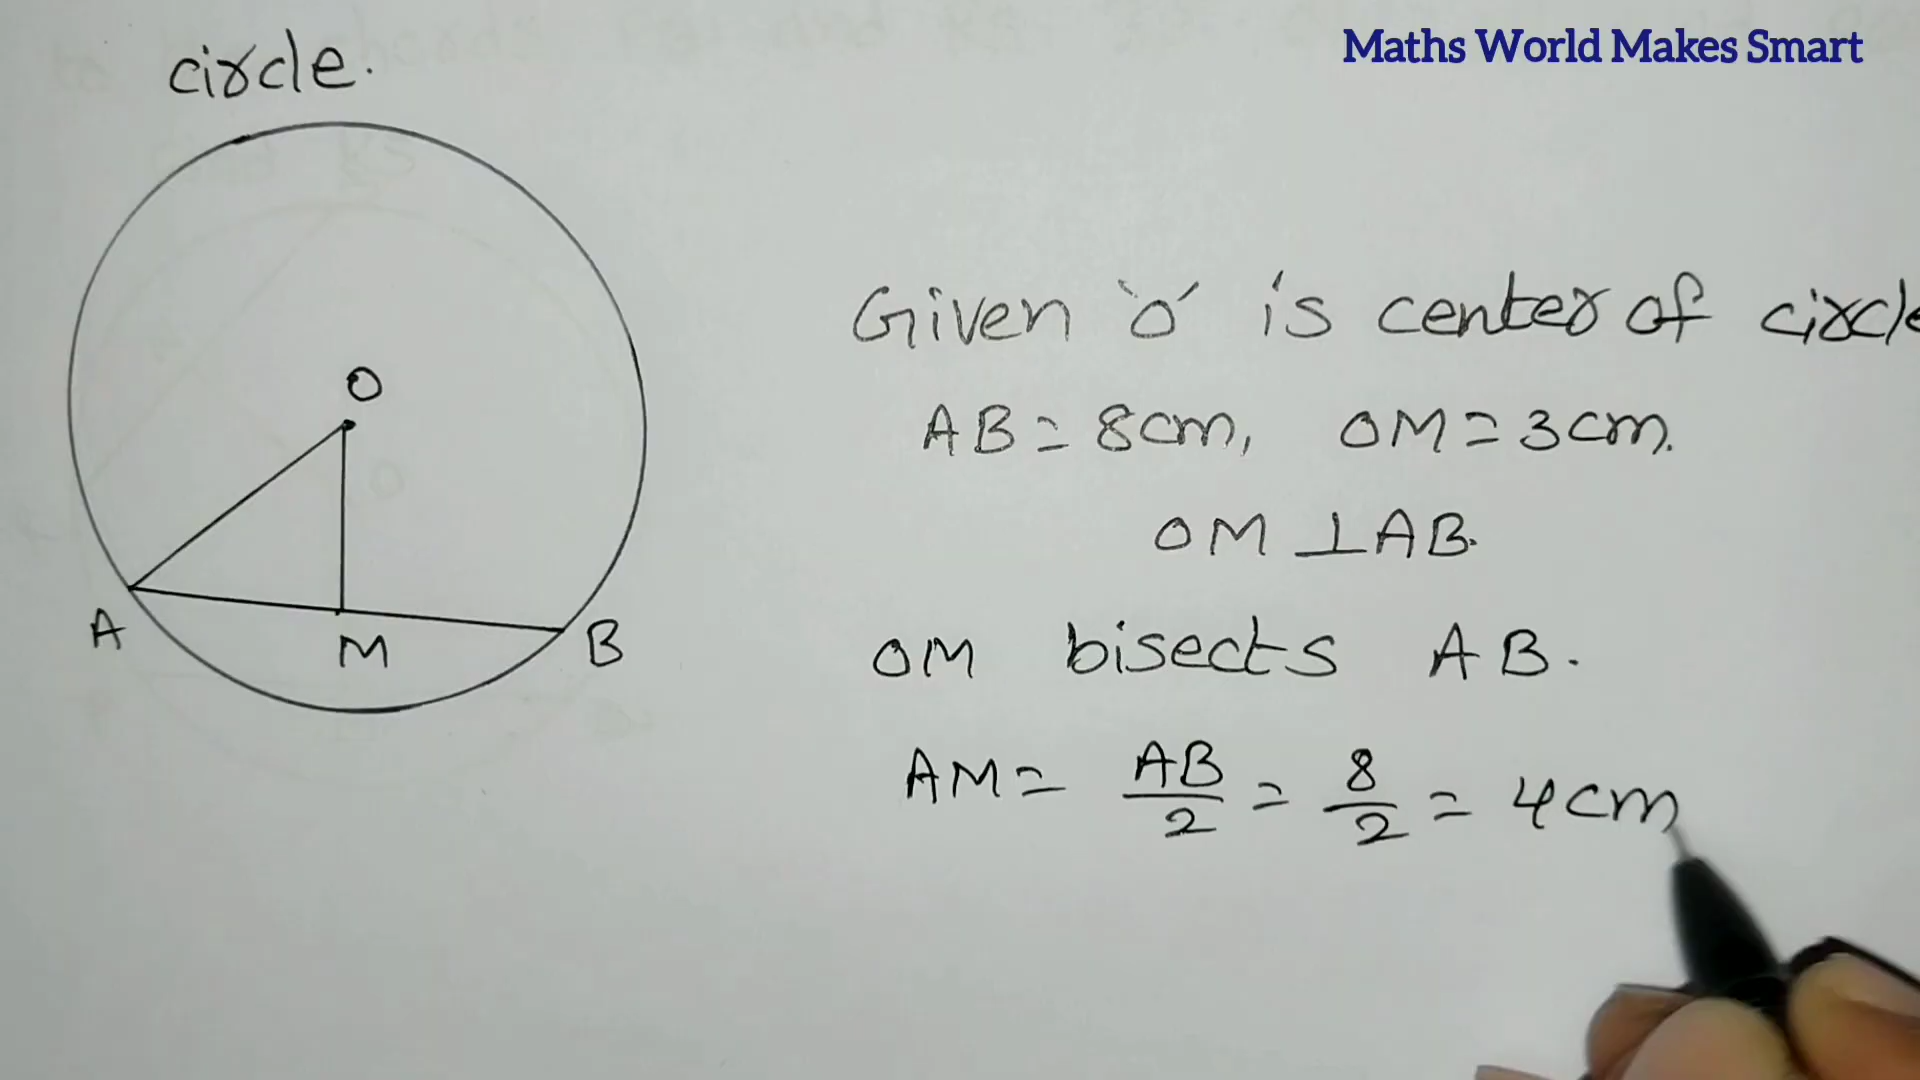 Maths World Makes Smart
circle.
Given 'O' is center of circle
AB = 8cm, OM = 3cm.
OM ⊥ AB.
OM bisects AB.
AM = AB/2 = 8/2 = 4cm
O
A
M
B